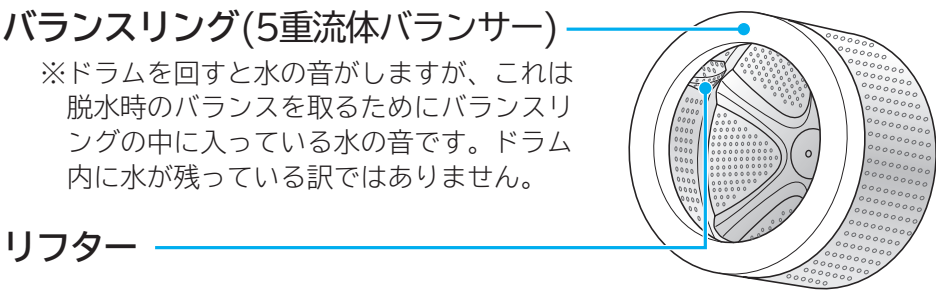 バランスリング(5重流体バランサー)
※ドラムを回すと水の音がしますが、これは
脱水時のバランスを取るためにバランスリ
ングの中に入っている水の音です。ドラム
内に水が残っている訳ではありません。
リフター